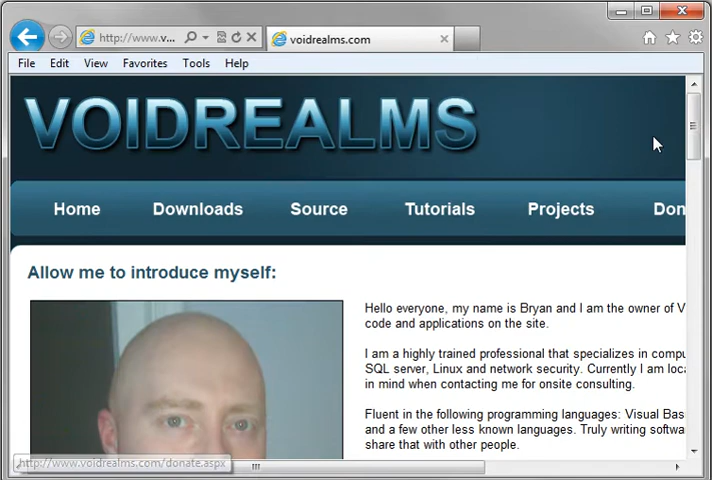 http://www.v...
voidrealms.com
File Edit View Favorites Tools Help
VOIDREALMS
Home Downloads Source Tutorials Projects Don
Allow me to introduce myself:
Hello everyone, my name is Bryan and I am the owner of V
code and applications on the site.
I am a highly trained professional that specializes in compu
SQL server, Linux and network security. Currently I am loca
in mind when contacting me for onsite consulting.
Fluent in the following programming languages: Visual Bas
and a few other less known languages. Truly writing softwa
share that with other people.
http://www.voidrealms.com/donate.aspx